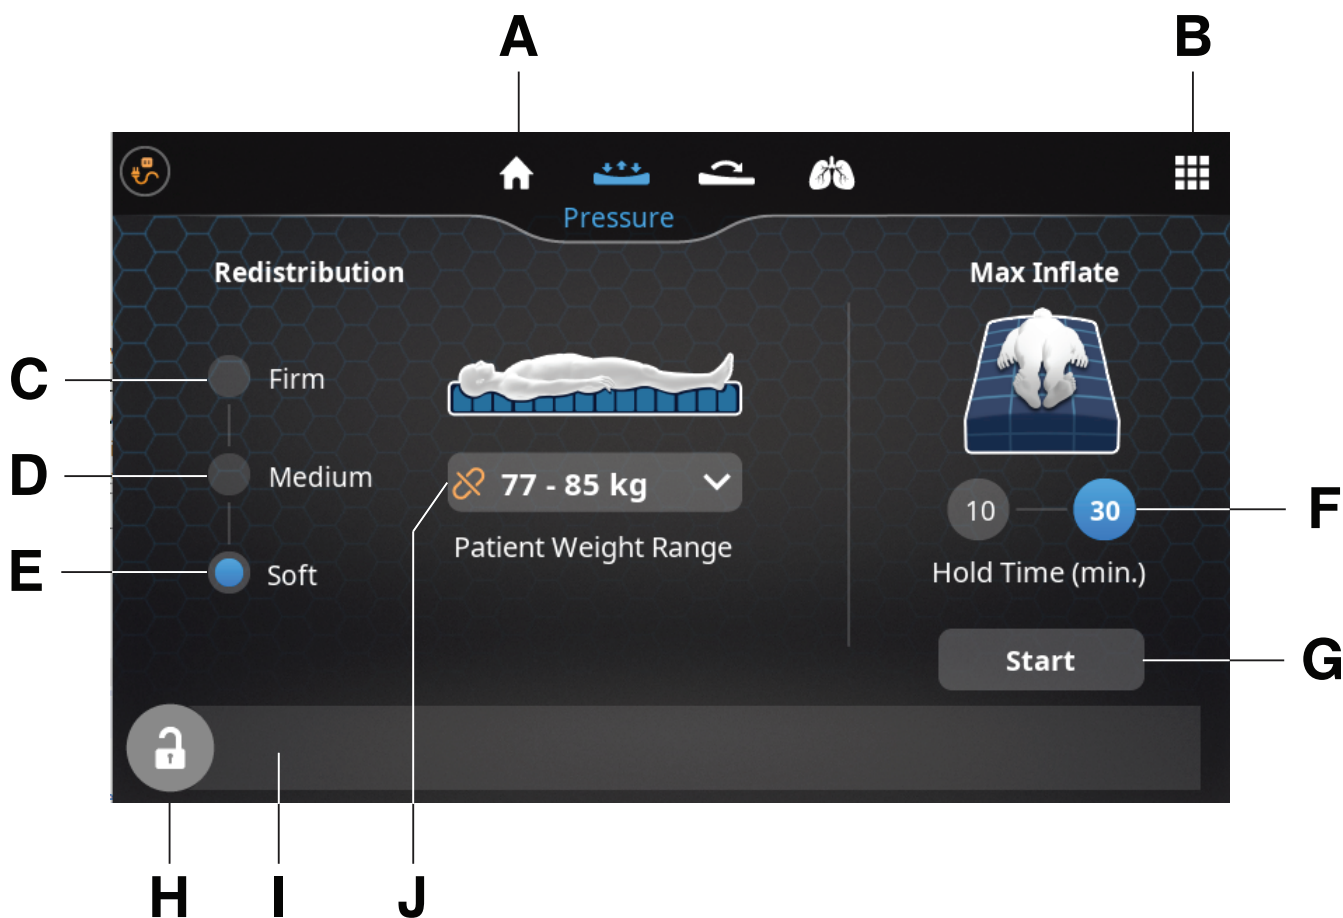 A
B
Pressure
Redistribution
Max Inflate
C
Firm
D
Medium
77 - 85 kg
10
30
F
Patient Weight Range
E
Soft
Hold Time (min.)
Start
G
H
I
J